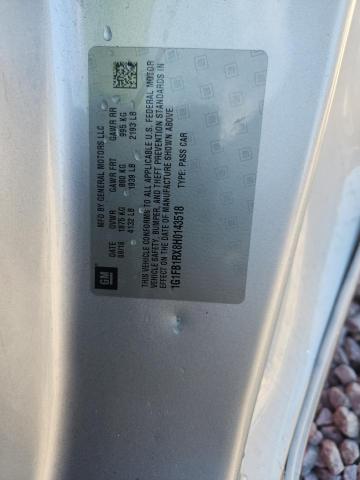 GM
MFD BY GENERAL MOTORS LLC
DATE GVWR GAWR FRT GAWR RR
09/16 1875 KG 880 KG 995 KG
4132 LB 1939 LB 2193 LB
THIS VEHICLE CONFORMS TO ALL APPLICABLE U.S. FEDERAL MOTOR
VEHICLE SAFETY, BUMPER, AND THEFT PREVENTION STANDARDS IN
EFFECT ON THE DATE OF MANUFACTURE SHOWN ABOVE.
1G1FB1RX8H0143518 TYPE: PASS CAR